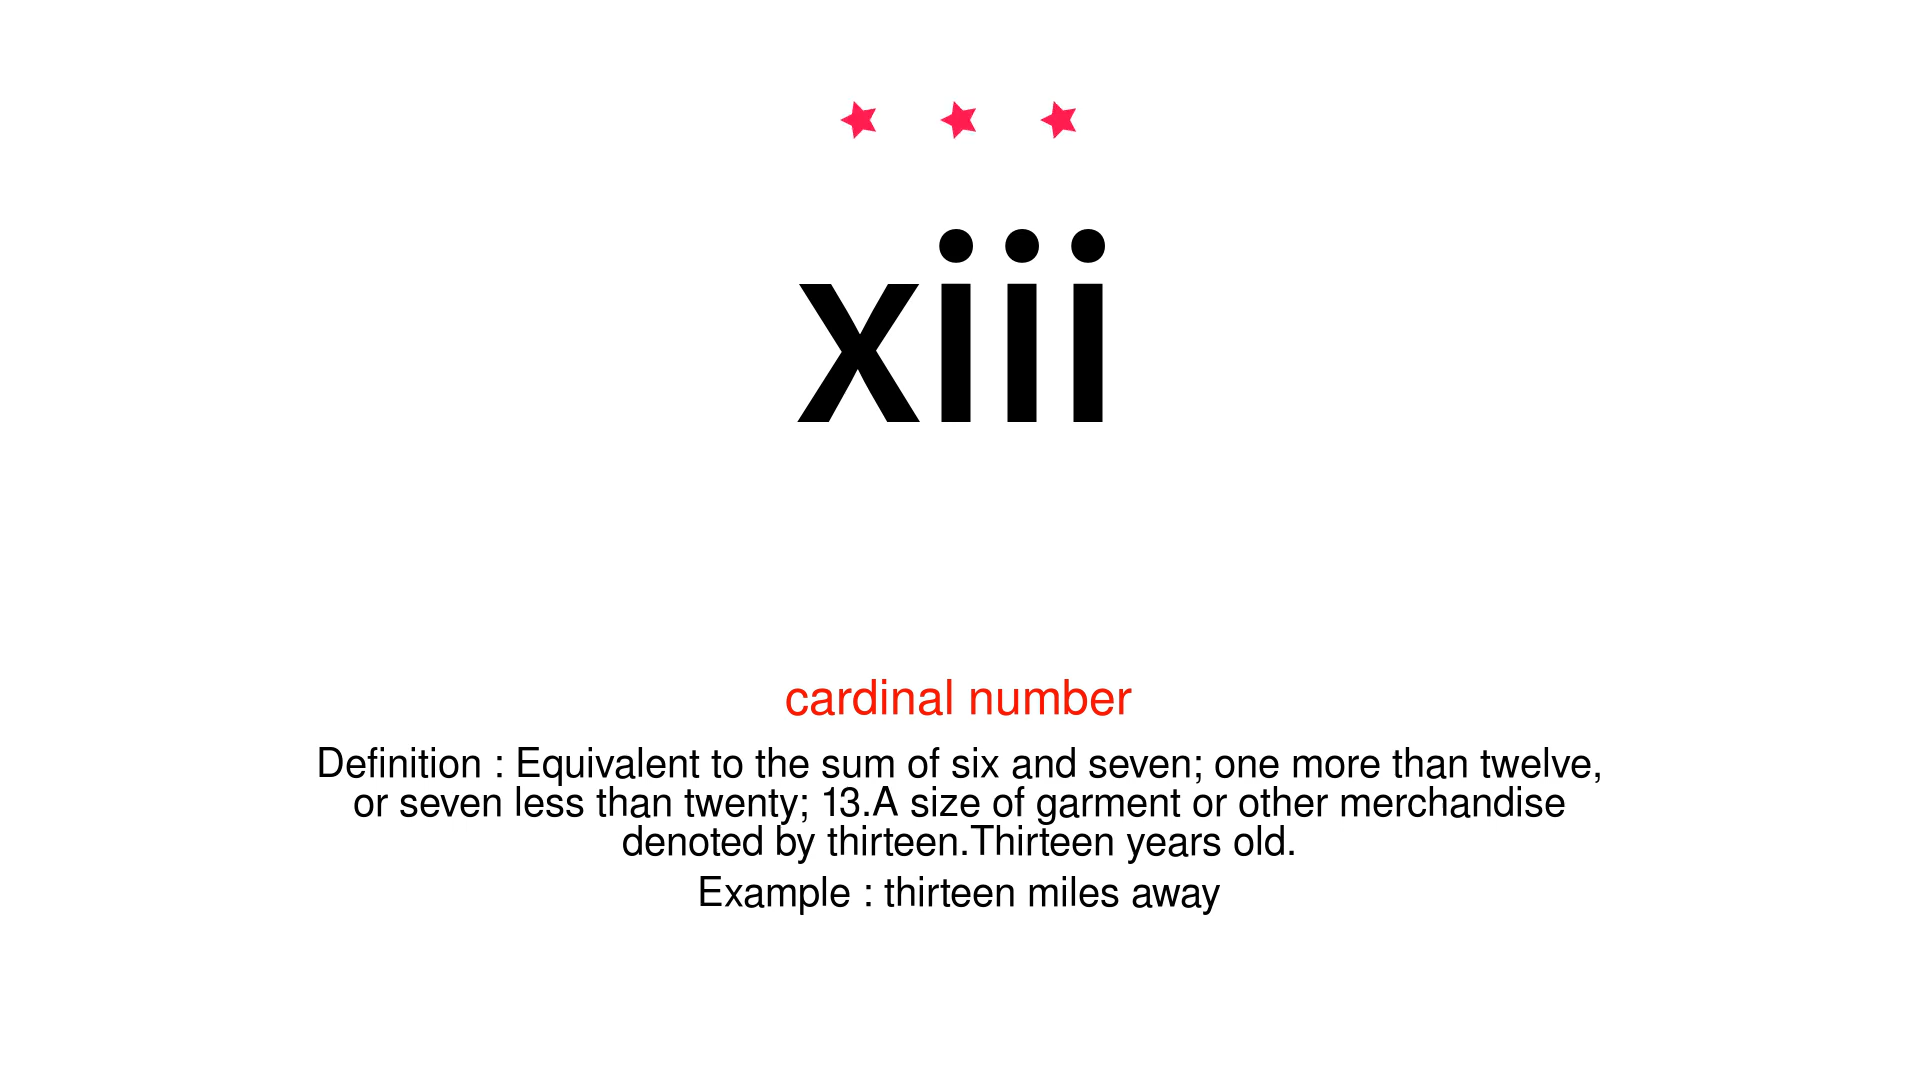 xiii
cardinal number
Definition : Equivalent to the sum of six and seven; one more than twelve,
or seven less than twenty; 13.A size of garment or other merchandise
denoted by thirteen.Thirteen years old.
Example : thirteen miles away